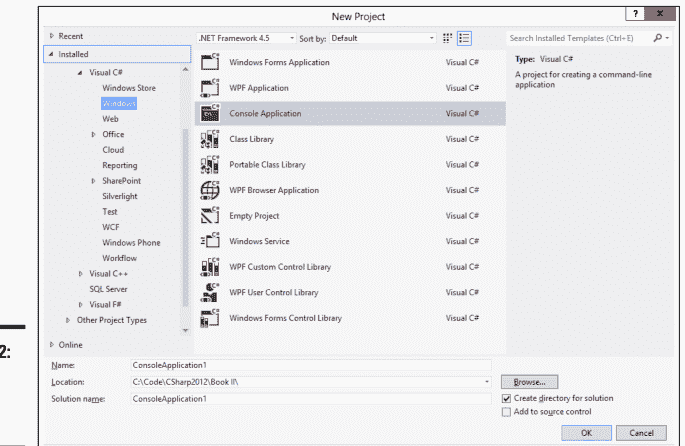 New Project
? x
Recent
.NET Framework 4.5 Sort by: Default
Search Installed Templates (Ctrl+E)
Installed
Visual C#
Windows Store
Windows
Web
Office
Cloud
Reporting
SharePoint
Silverlight
Test
WCF
Windows Phone
Workflow
Visual C++
SQL Server
Visual F#
Other Project Types
Online
Windows Forms Application Visual C#
WPF Application Visual C#
Console Application Visual C#
Class Library Visual C#
Portable Class Library Visual C#
WPF Browser Application Visual C#
Empty Project Visual C#
Windows Service Visual C#
WPF Custom Control Library Visual C#
WPF User Control Library Visual C#
Windows Forms Control Library Visual C#
Type: Visual C#
A project for creating a command-line
application
2:
Name: ConsoleApplication1
Location: C:\Code\CSharp2012\Book II\
Browse...
Solution name: ConsoleApplication1
Create directory for solution
Add to source control
OK Cancel